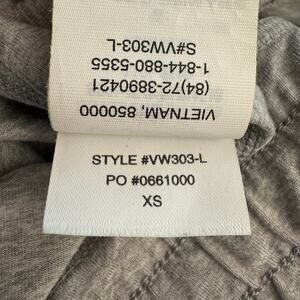 VIETNAM, 850000
(84)72-3890421
1-844-880-5355
S#VW303-L
STYLE #VW303-L
PO #0661000
XS